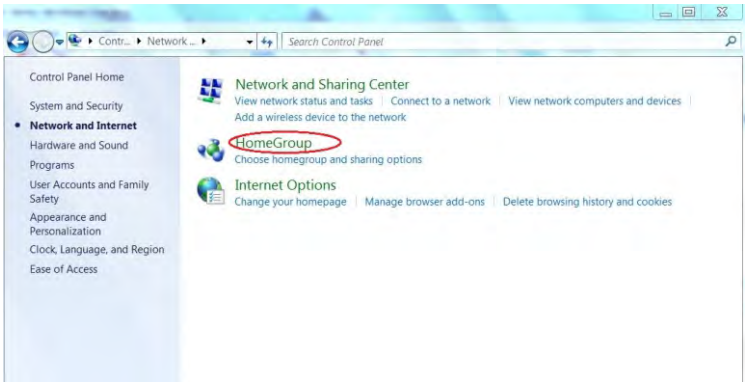 Contr... Network ... Search Control Panel
Control Panel Home
System and Security
Network and Internet
Hardware and Sound
Programs
User Accounts and Family
Safety
Appearance and
Personalization
Clock, Language, and Region
Ease of Access
Network and Sharing Center
View network status and tasks Connect to a network View network computers and devices
Add a wireless device to the network
HomeGroup
Choose homegroup and sharing options
Internet Options
Change your homepage Manage browser add-ons Delete browsing history and cookies